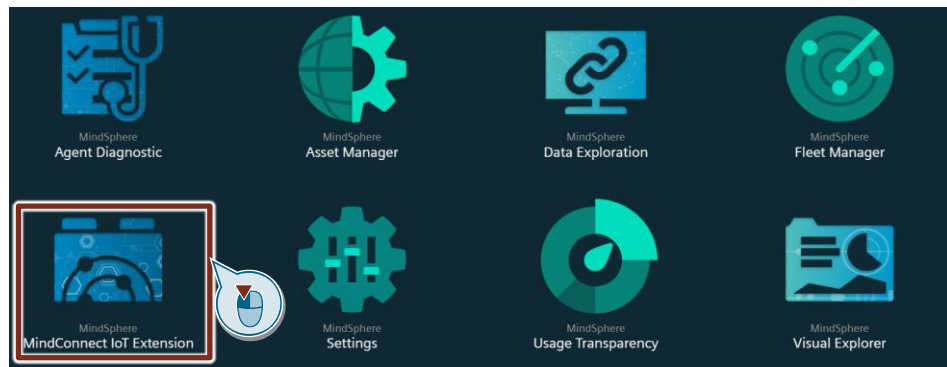 MindSphere
Agent Diagnostic
MindSphere
Asset Manager
MindSphere
Data Exploration
MindSphere
Fleet Manager
MindSphere
MindConnect IoT Extension
MindSphere
Settings
MindSphere
Usage Transparency
MindSphere
Visual Explorer